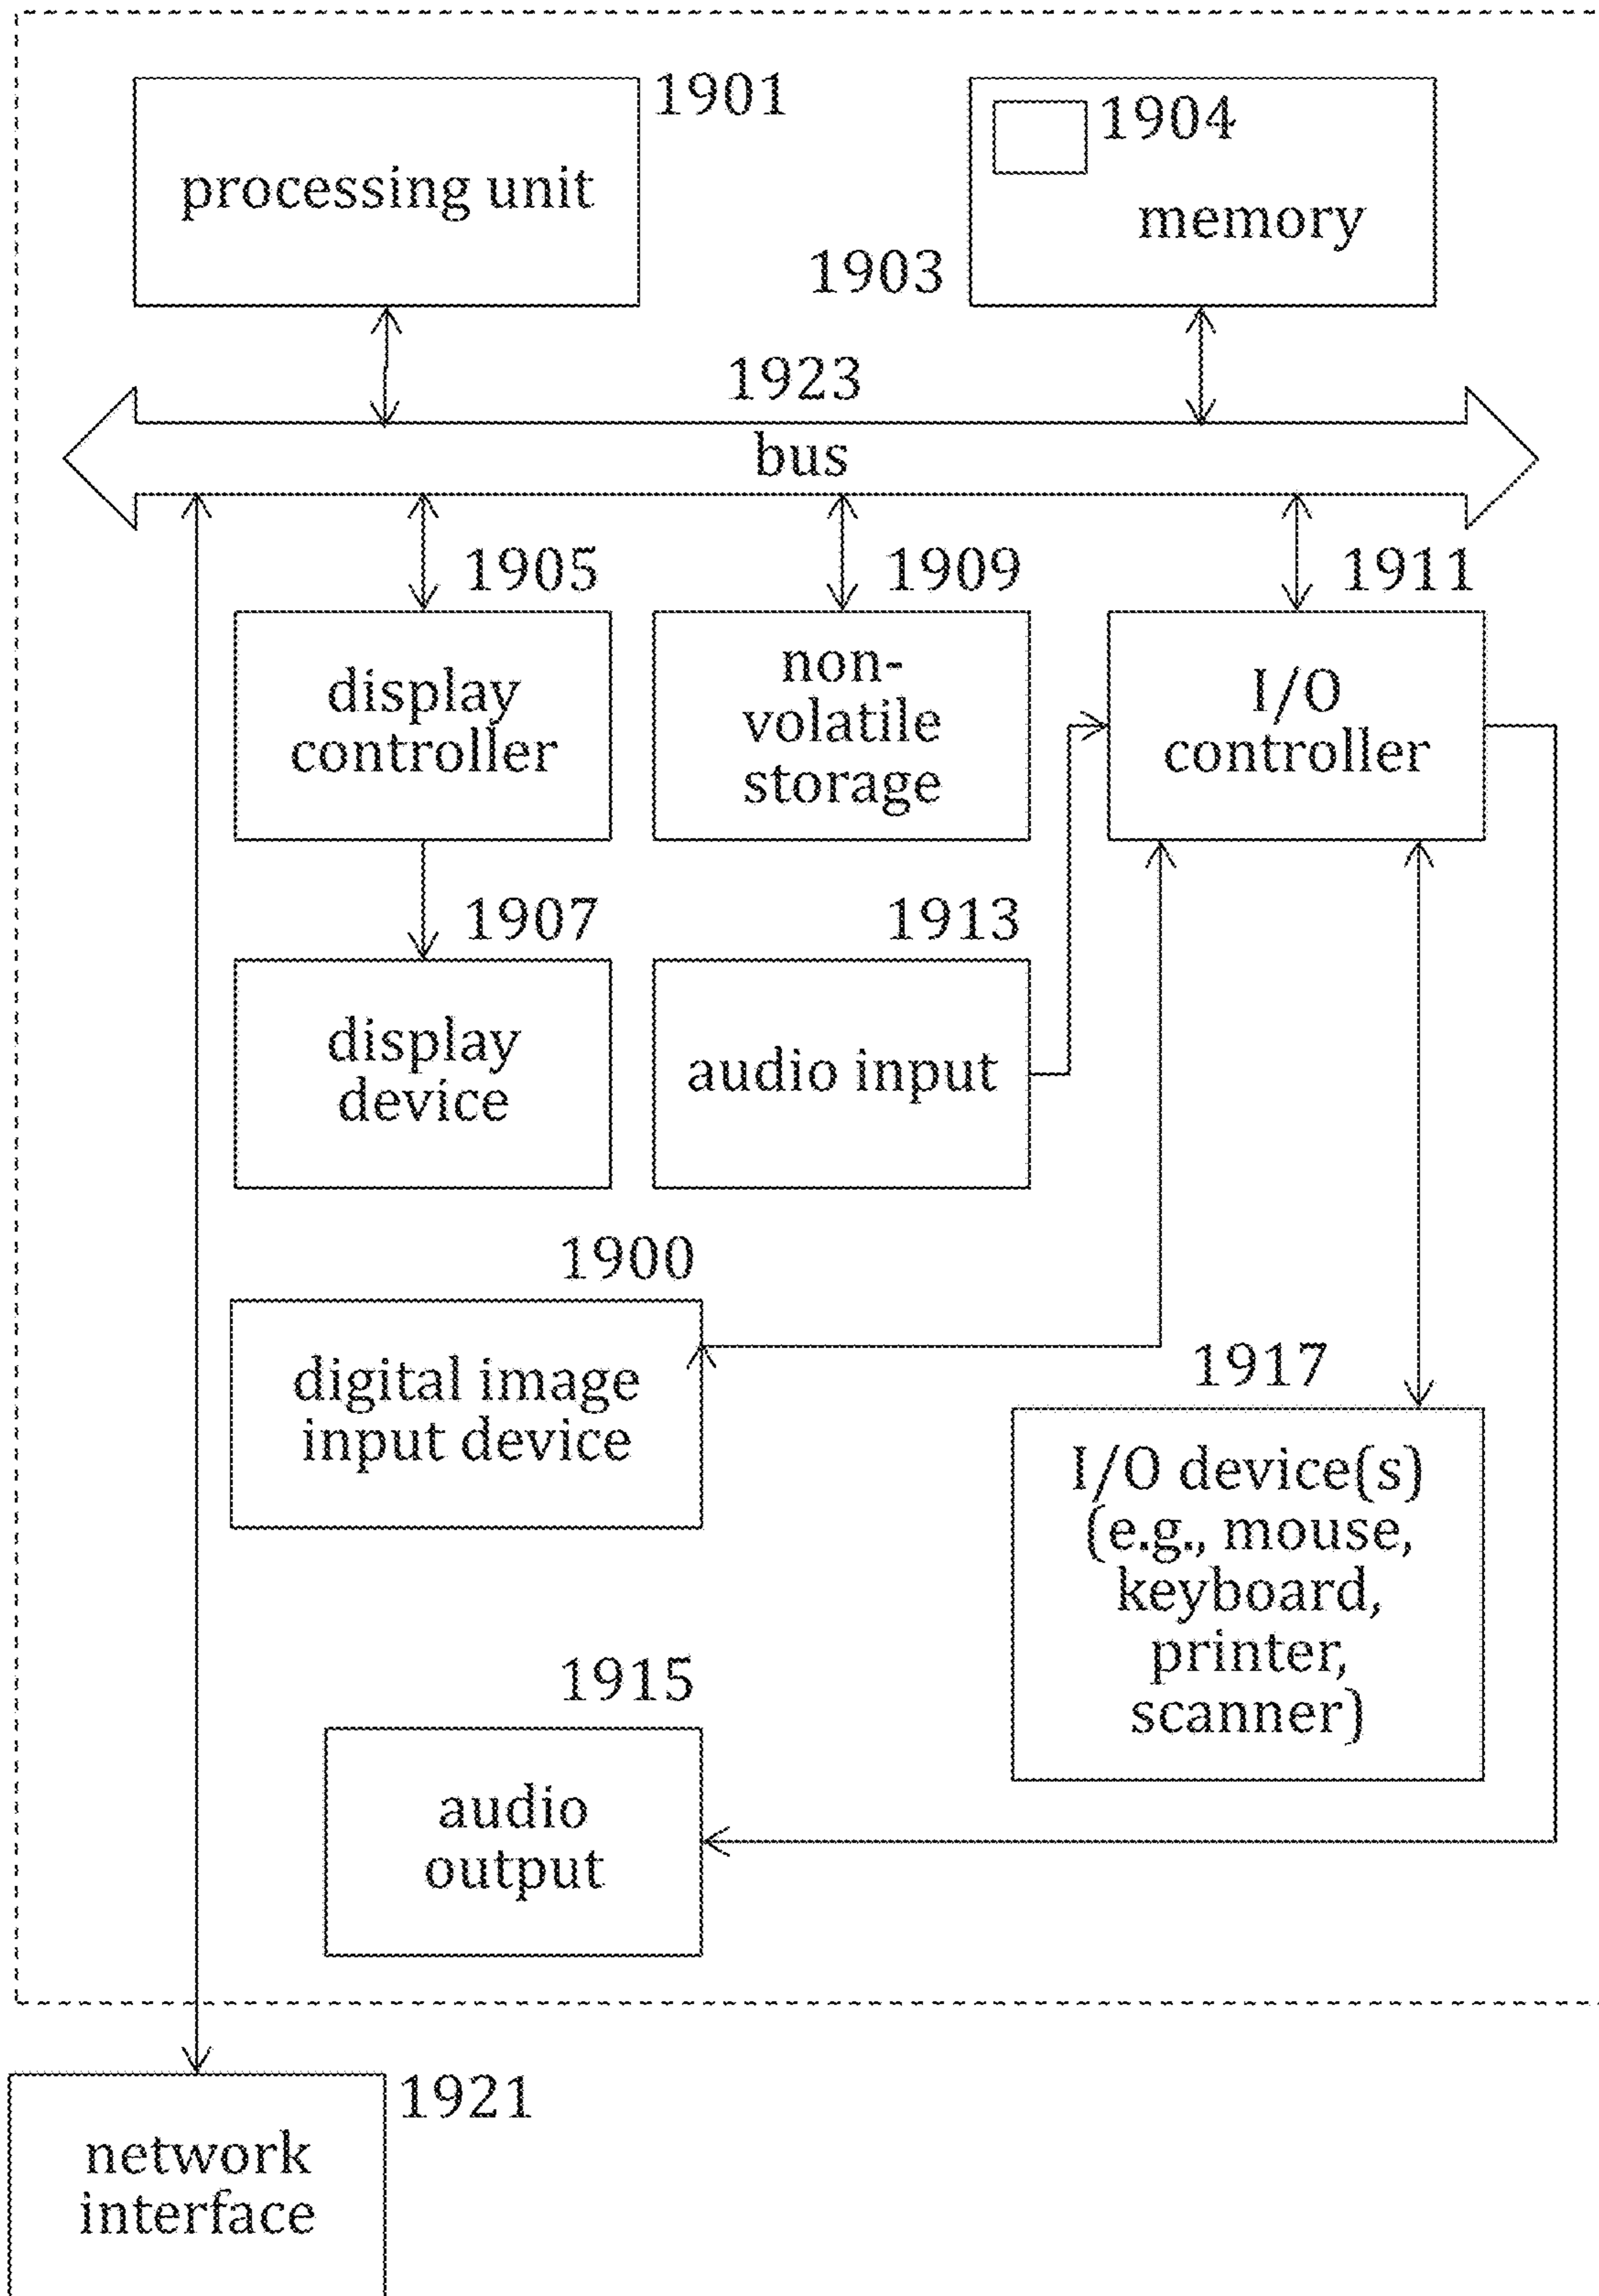 1901
processing unit
1904
memory
1903
1923
bus
1905
display
controller
1909
non-
volatile
storage
1911
I/O
controller
1907
display
device
1913
audio input
1900
digital image
input device
1917
I/O device(s)
(e.g., mouse,
keyboard,
printer,
scanner)
1915
audio
output
1921
network
interface